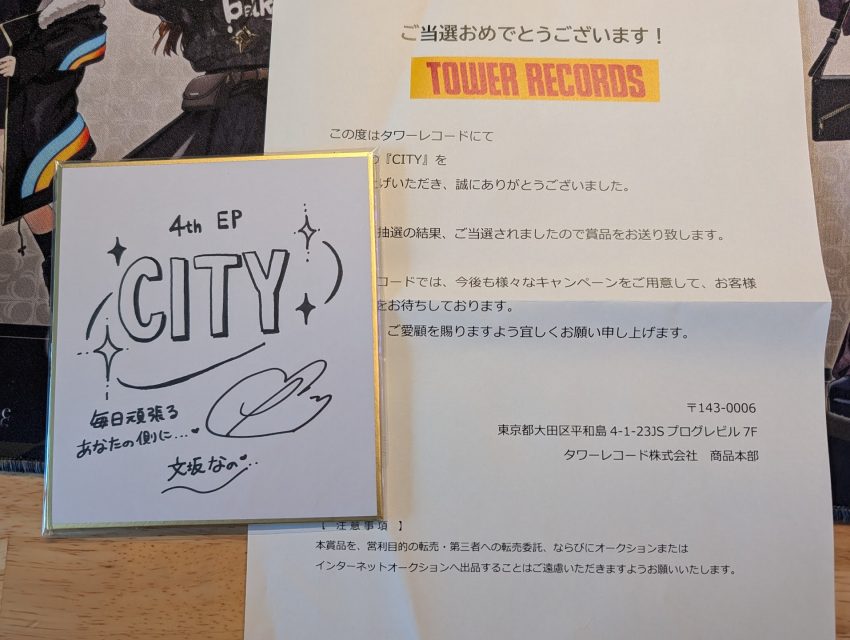 ご当選おめでとうございます！
TOWER RECORDS
この度はタワーレコードにて
『CITY』を
げいただき、誠にありがとうございました。
抽選の結果、ご当選されましたので賞品をお送り致します。
コードでは、今後も様々なキャンペーンをご用意して、お客様
をお待ちしております。
ご愛顧を賜りますよう宜しくお願い申し上げます。
〒143-0006
東京都大田区平和島4-1-23JSプログレビル7F
タワーレコード株式会社　商品本部
【 注意事項 】
本賞品を、営利目的の転売・第三者への転売委託、ならびにオークションまたは
インターネットオークションへ出品することはご遠慮いただきますようお願いいたします。
4th EP
CITY
毎日頑張る
あなたの側に…♥
文坂なの♥…